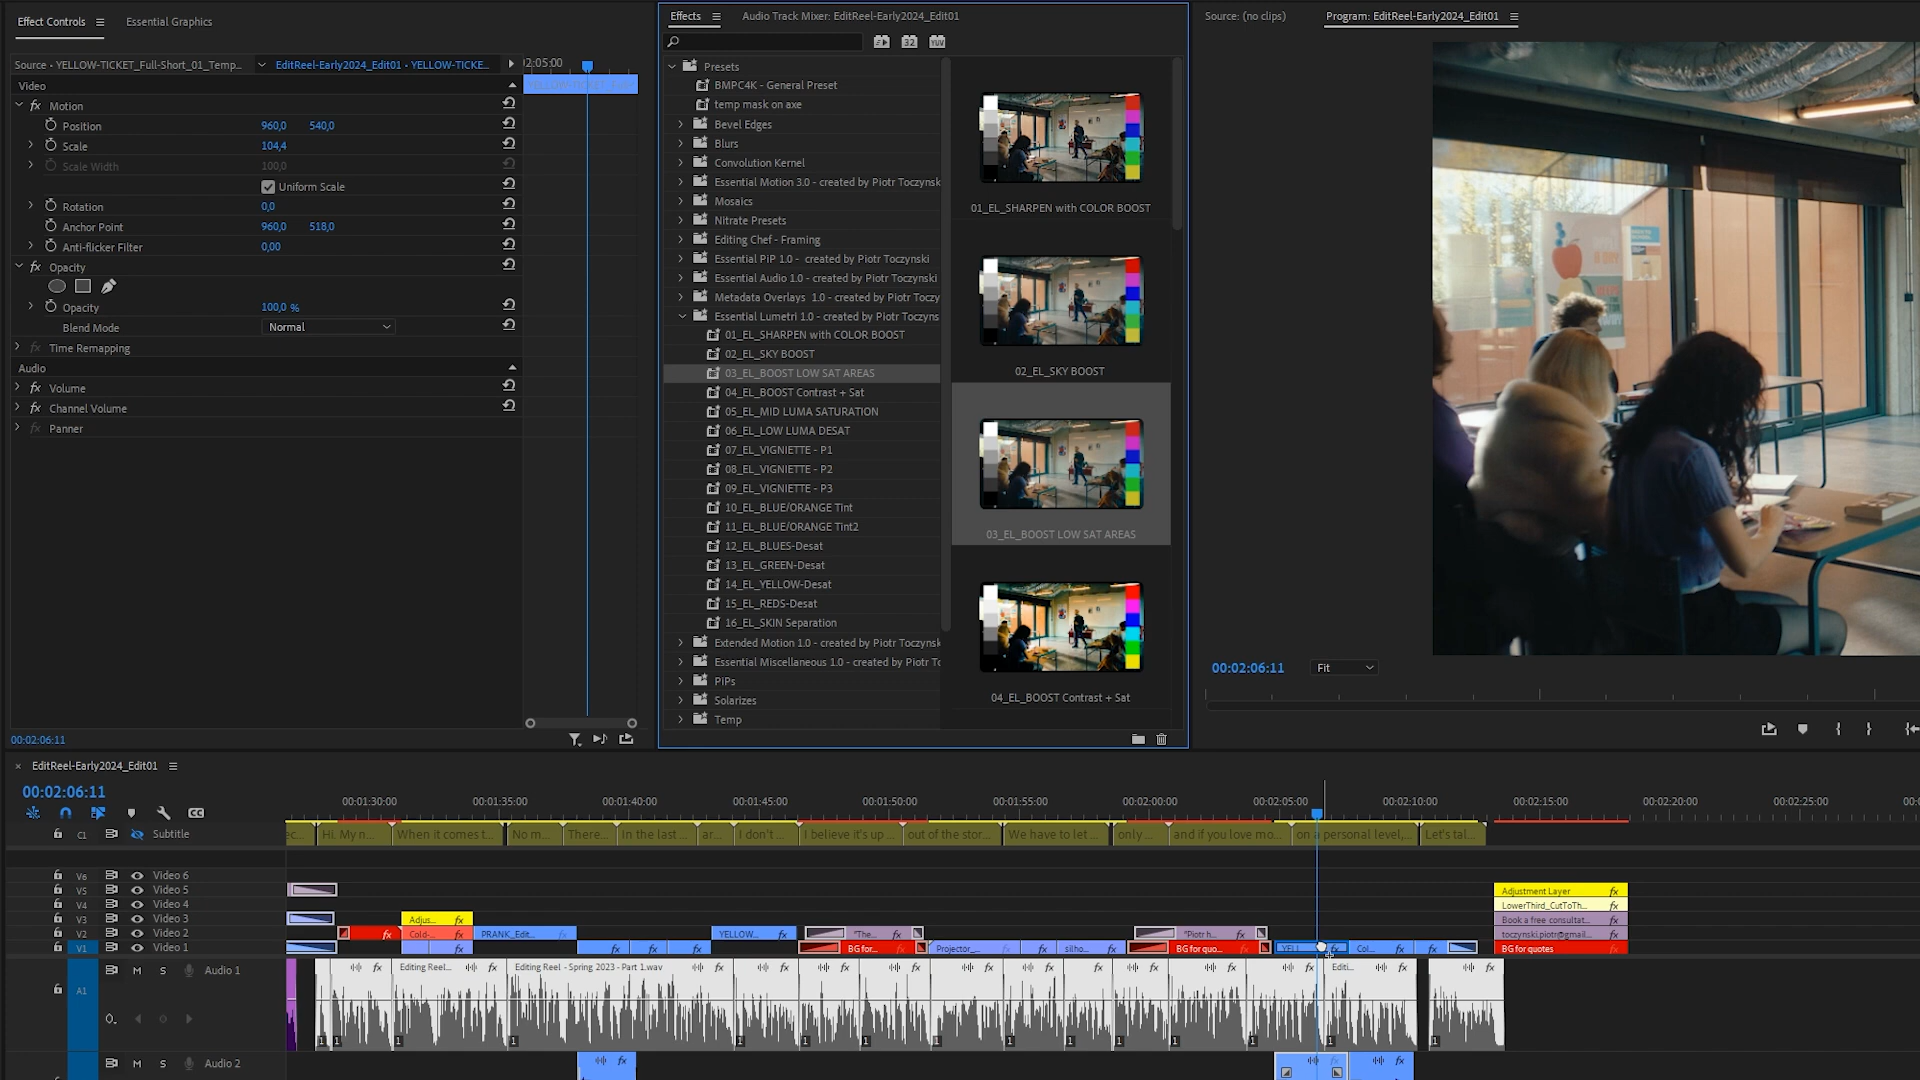 Effect Controls
Essential Graphics
Source • YELLOW-TICKET_Full-Short_01_Temp...
EditReel-Early2024_Edit01 • YELLOW-TICKE...
Video
Motion
Position 960,0 540,0
Scale 104,4
Scale Width 100,0
Uniform Scale
Rotation 0,0
Anchor Point 960,0 518,0
Anti-flicker Filter 0,00
Opacity
Opacity 100,0 %
Blend Mode Normal
Time Remapping
Audio
Volume
Channel Volume
Panner
00:02:06:11
Effects
Audio Track Mixer: EditReel-Early2024_Edit01
32
YUV
Presets
BMPC4K - General Preset
temp mask on axe
Bevel Edges
Blurs
Convolution Kernel
Essential Motion 3.0 - created by Piotr Toczynsk
Mosaics
Nitrate Presets
Editing Chef - Framing
Essential PiP 1.0 - created by Piotr Toczynski
Essential Audio 1.0 - created by Piotr Toczynski
Metadata Overlays 1.0 - created by Piotr Toczy
Essential Lumetri 1.0 - created by Piotr Toczyns
01_EL_SHARPEN with COLOR BOOST
02_EL_SKY BOOST
03_EL_BOOST LOW SAT AREAS
04_EL_BOOST Contrast + Sat
05_EL_MID LUMA SATURATION
06_EL_LOW LUMA DESAT
07_EL_VIGNIETTE - P1
08_EL_VIGNIETTE - P2
09_EL_VIGNIETTE - P3
10_EL_BLUE/ORANGE Tint
11_EL_BLUE/ORANGE Tint2
12_EL_BLUES-Desat
13_EL_GREEN-Desat
14_EL_YELLOW-Desat
15_EL_REDS-Desat
16_EL_SKIN Separation
Extended Motion 1.0 - created by Piotr Toczynsk
Essential Miscellaneous 1.0 - created by Piotr To
PiPs
Solarizes
Temp
01_EL_SHARPEN with COLOR BOOST
02_EL_SKY BOOST
03_EL_BOOST LOW SAT AREAS
04_EL_BOOST Contrast + Sat
Source: (no clips)
Program: EditReel-Early2024_Edit01
00:02:06:11
Fit
EditReel-Early2024_Edit01
00:02:06:11
00:01:30:00 00:01:35:00 00:01:40:00 00:01:45:00 00:01:50:00 00:01:55:00 00:02:00:00 00:02:05:00 00:02:10:00 00:02:15:00 00:02:20:00 00:02:25:00
C1 Subtitle
ec... Hi. My n... When it comes t... No m... There... In the last ... ar... I don't ... I believe it's up ... out of the stor... We have to let ... only ... and if you love mo... on a personal level,... Let's tal...
V6 Video 6
V5 Video 5 Adjustment Layer fx
V4 Video 4 LowerThird_CutToTh...
V3 Video 3 Adjus... fx Book a free consultat... fx
V2 Video 2 fx Cold-... PRANK_Edit... fx YELLOW... fx "The... fx "Piotr h... fx toczynski.piotr@gmail...
V1 Video 1 BG for... fx Projector_... silho... BG for quo... fx YELL fx Col... fx BG for quotes fx
A1 M S Audio 1
fx Editing Reel... fx Editing Reel - Spring 2023 - Part 1.wav fx Editi... fx
M S Audio 2